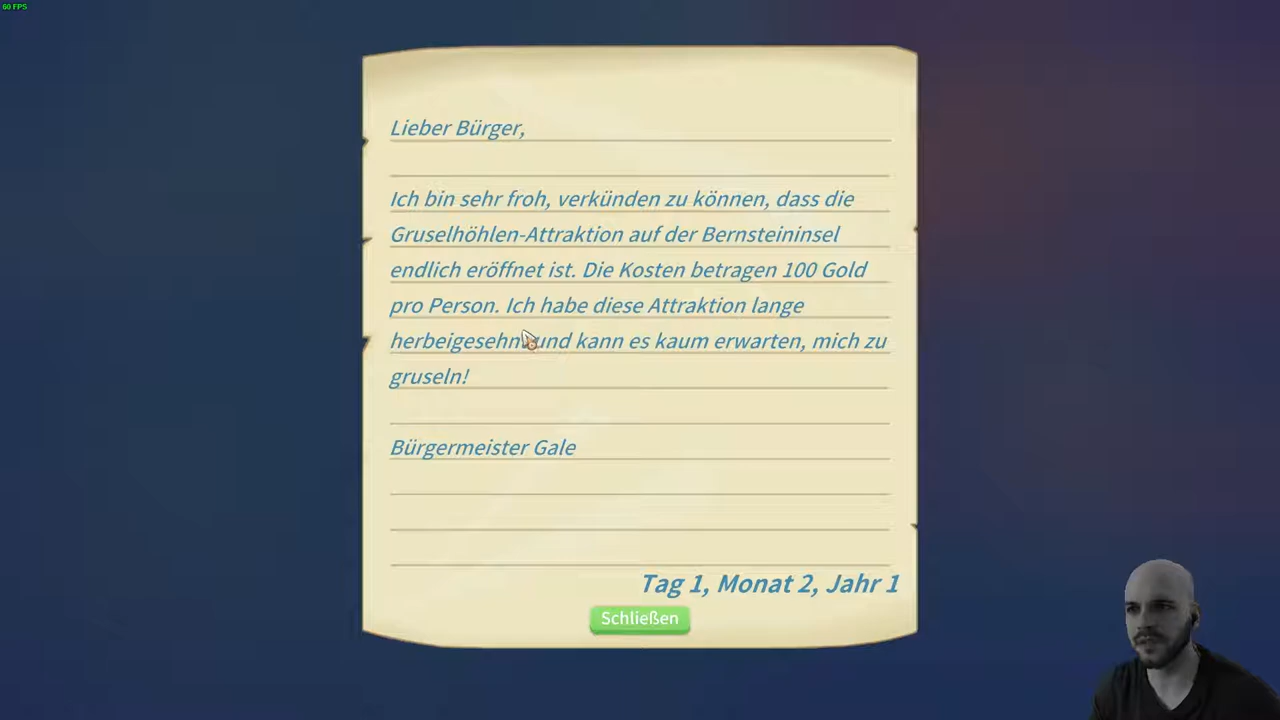 60 FPS
Lieber Bürger,
Ich bin sehr froh, verkünden zu können, dass die
Gruselhöhlen-Attraktion auf der Bernsteininsel
endlich eröffnet ist. Die Kosten betragen 100 Gold
pro Person. Ich habe diese Attraktion lange
herbeigesehnt und kann es kaum erwarten, mich zu
gruseln!
Bürgermeister Gale
Tag 1, Monat 2, Jahr 1
Schließen